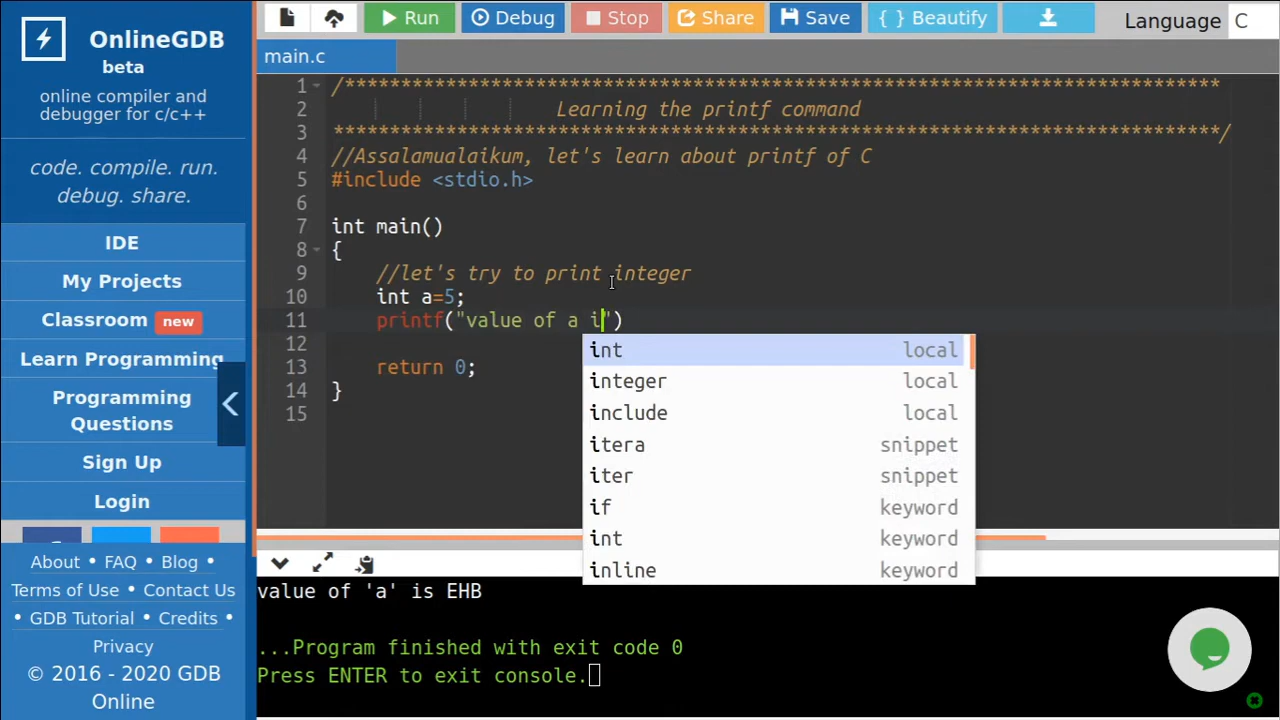 OnlineGDB
beta
online compiler and
debugger for c/c++
code. compile. run.
debug. share.
IDE
My Projects
Classroom new
Learn Programming
Programming
Questions
Sign Up
Login
About • FAQ • Blog •
Terms of Use • Contact Us
• GDB Tutorial • Credits •
Privacy
© 2016 - 2020 GDB
Online
Run Debug Stop Share Save { } Beautify Language C
main.c
1 /******************************************************************************
2 Learning the printf command
3 *******************************************************************************/
4 //Assalamualaikum, let's learn about printf of C
5 #include <stdio.h>
6
7 int main()
8 {
9 //let's try to print integer
10 int a=5;
11 printf("value of a i")
12
13 return 0;
14 }
15
int local
integer local
include local
itera snippet
iter snippet
if keyword
int keyword
inline keyword
value of 'a' is EHB
...Program finished with exit code 0
Press ENTER to exit console.